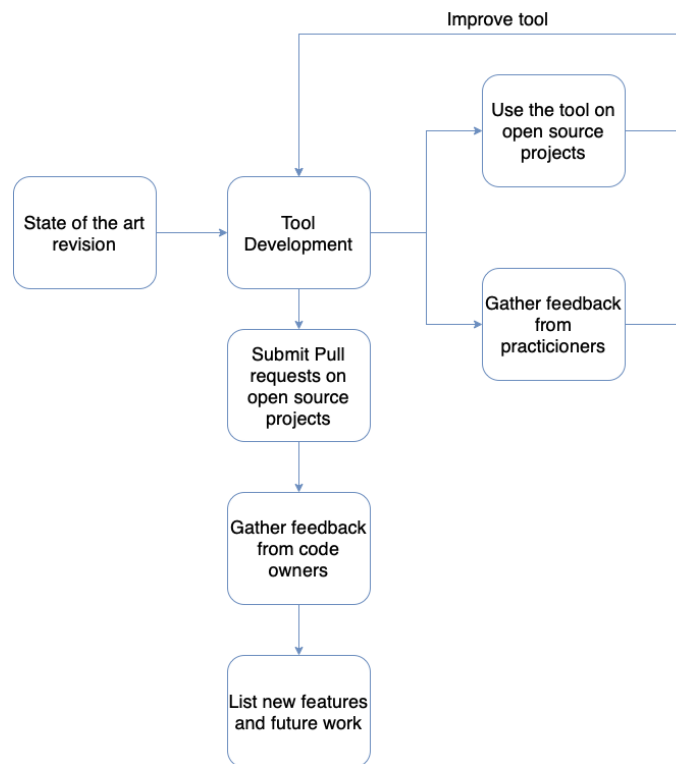 Improve tool
Use the tool on
open source
projects
State of the art
revision
Tool
Development
Gather feedback
from
practicioners
Submit Pull
requests on
open source
projects
Gather feedback
from code
owners
List new features
and future work